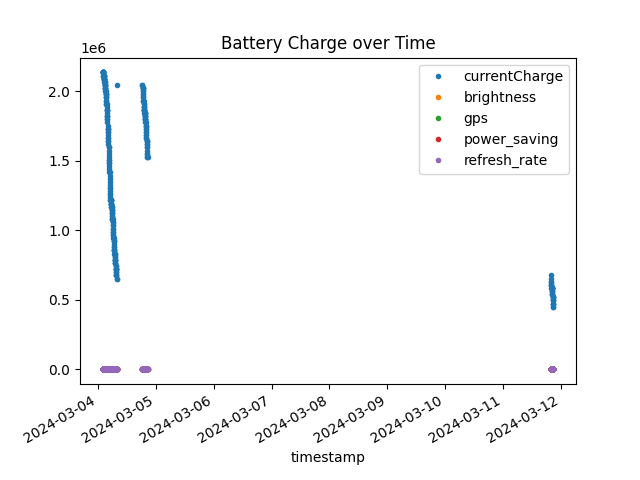 Battery Charge over Time
1e6
2.0
1.5
1.0
0.5
0.0
currentCharge
brightness
gps
power_saving
refresh_rate
2024-03-04
2024-03-05
2024-03-06
2024-03-07
2024-03-08
2024-03-09
2024-03-10
2024-03-11
2024-03-12
timestamp